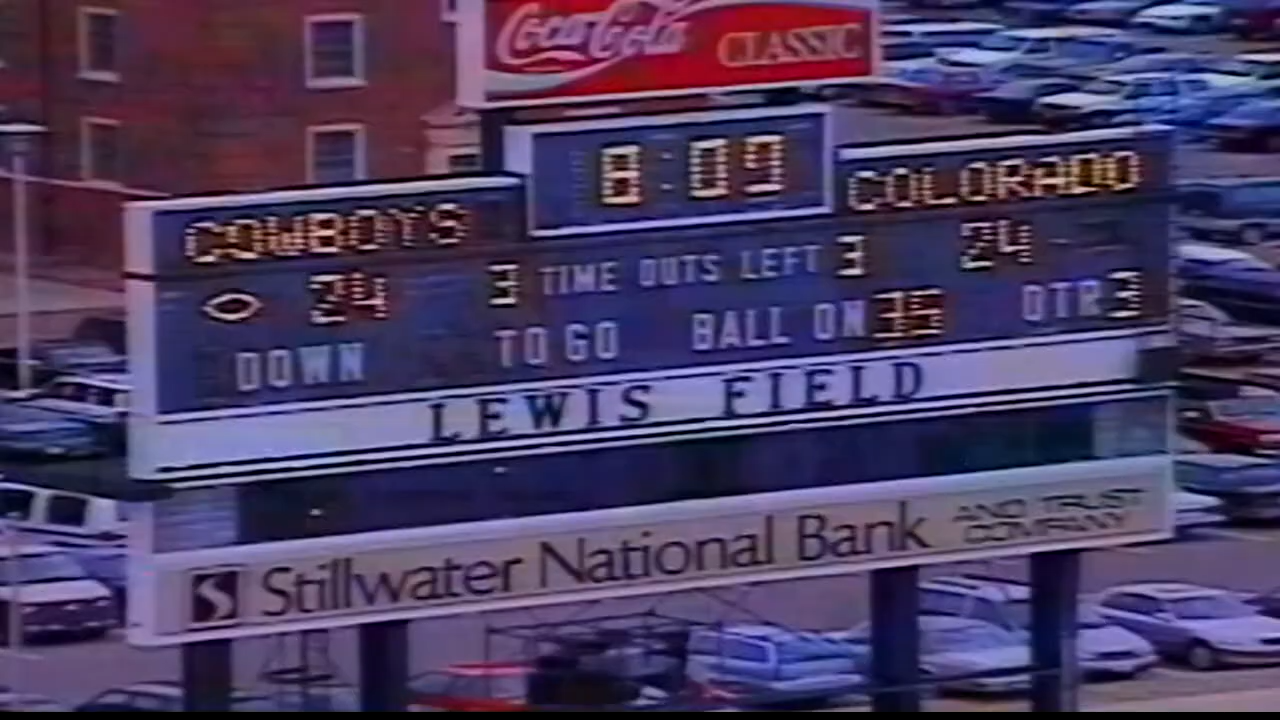 Coca-Cola CLASSIC
8:09
COWBOYS COLORADO
24 3 TIME OUTS LEFT 3 24
DOWN TO GO BALL ON 35 QTR 3
LEWIS FIELD
Stillwater National Bank AND TRUST
COMPANY